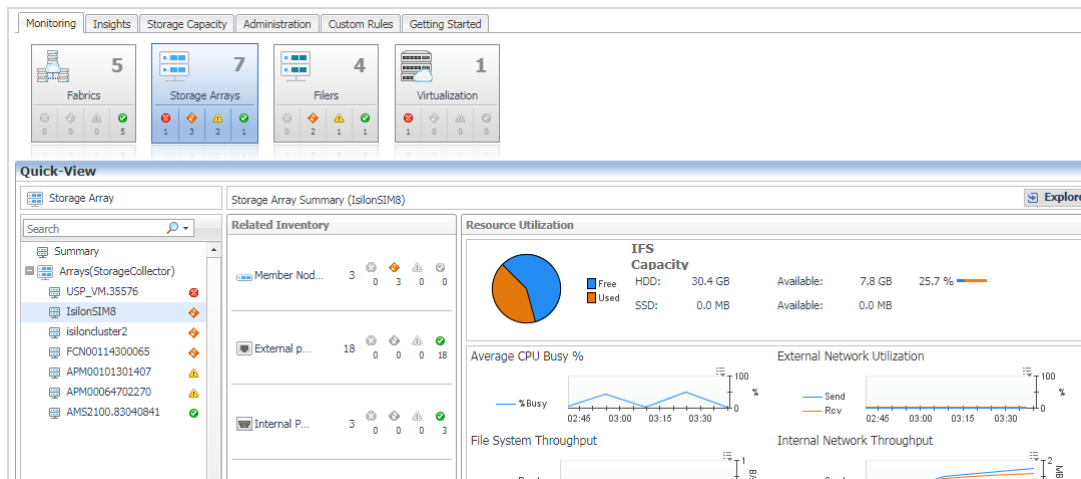 Monitoring Insights Storage Capacity Administration Custom Rules Getting Started
5 7 4 1
Fabrics Storage Arrays Filers Virtualization
0 0 0 5 1 3 2 1 0 2 1 1 1 0 0 0
Quick-View
Storage Array Storage Array Summary (IsilonSIM8) Explore
Search
Summary
Arrays(StorageCollector)
USP_VM.35576
IsilonSIM8
isiloncluster2
FCN00114300065
APM00101301407
APM00064702270
AMS2100.83040841
Related Inventory
Member Nod... 3 0 3 0 0
External p... 18 0 0 0 18
Internal P... 3 0 0 0 3
Resource Utilization
IFS
Capacity
Free
Used
HDD: 30.4 GB Available: 7.8 GB 25.7 %
SSD: 0.0 MB Available: 0.0 MB
Average CPU Busy %
%Busy
100
%
0
02:45 03:00 03:15 03:30
External Network Utilization
Send
Rcv
100
%
0
02:45 03:00 03:15 03:30
File System Throughput
1
Internal Network Throughput
2
MB